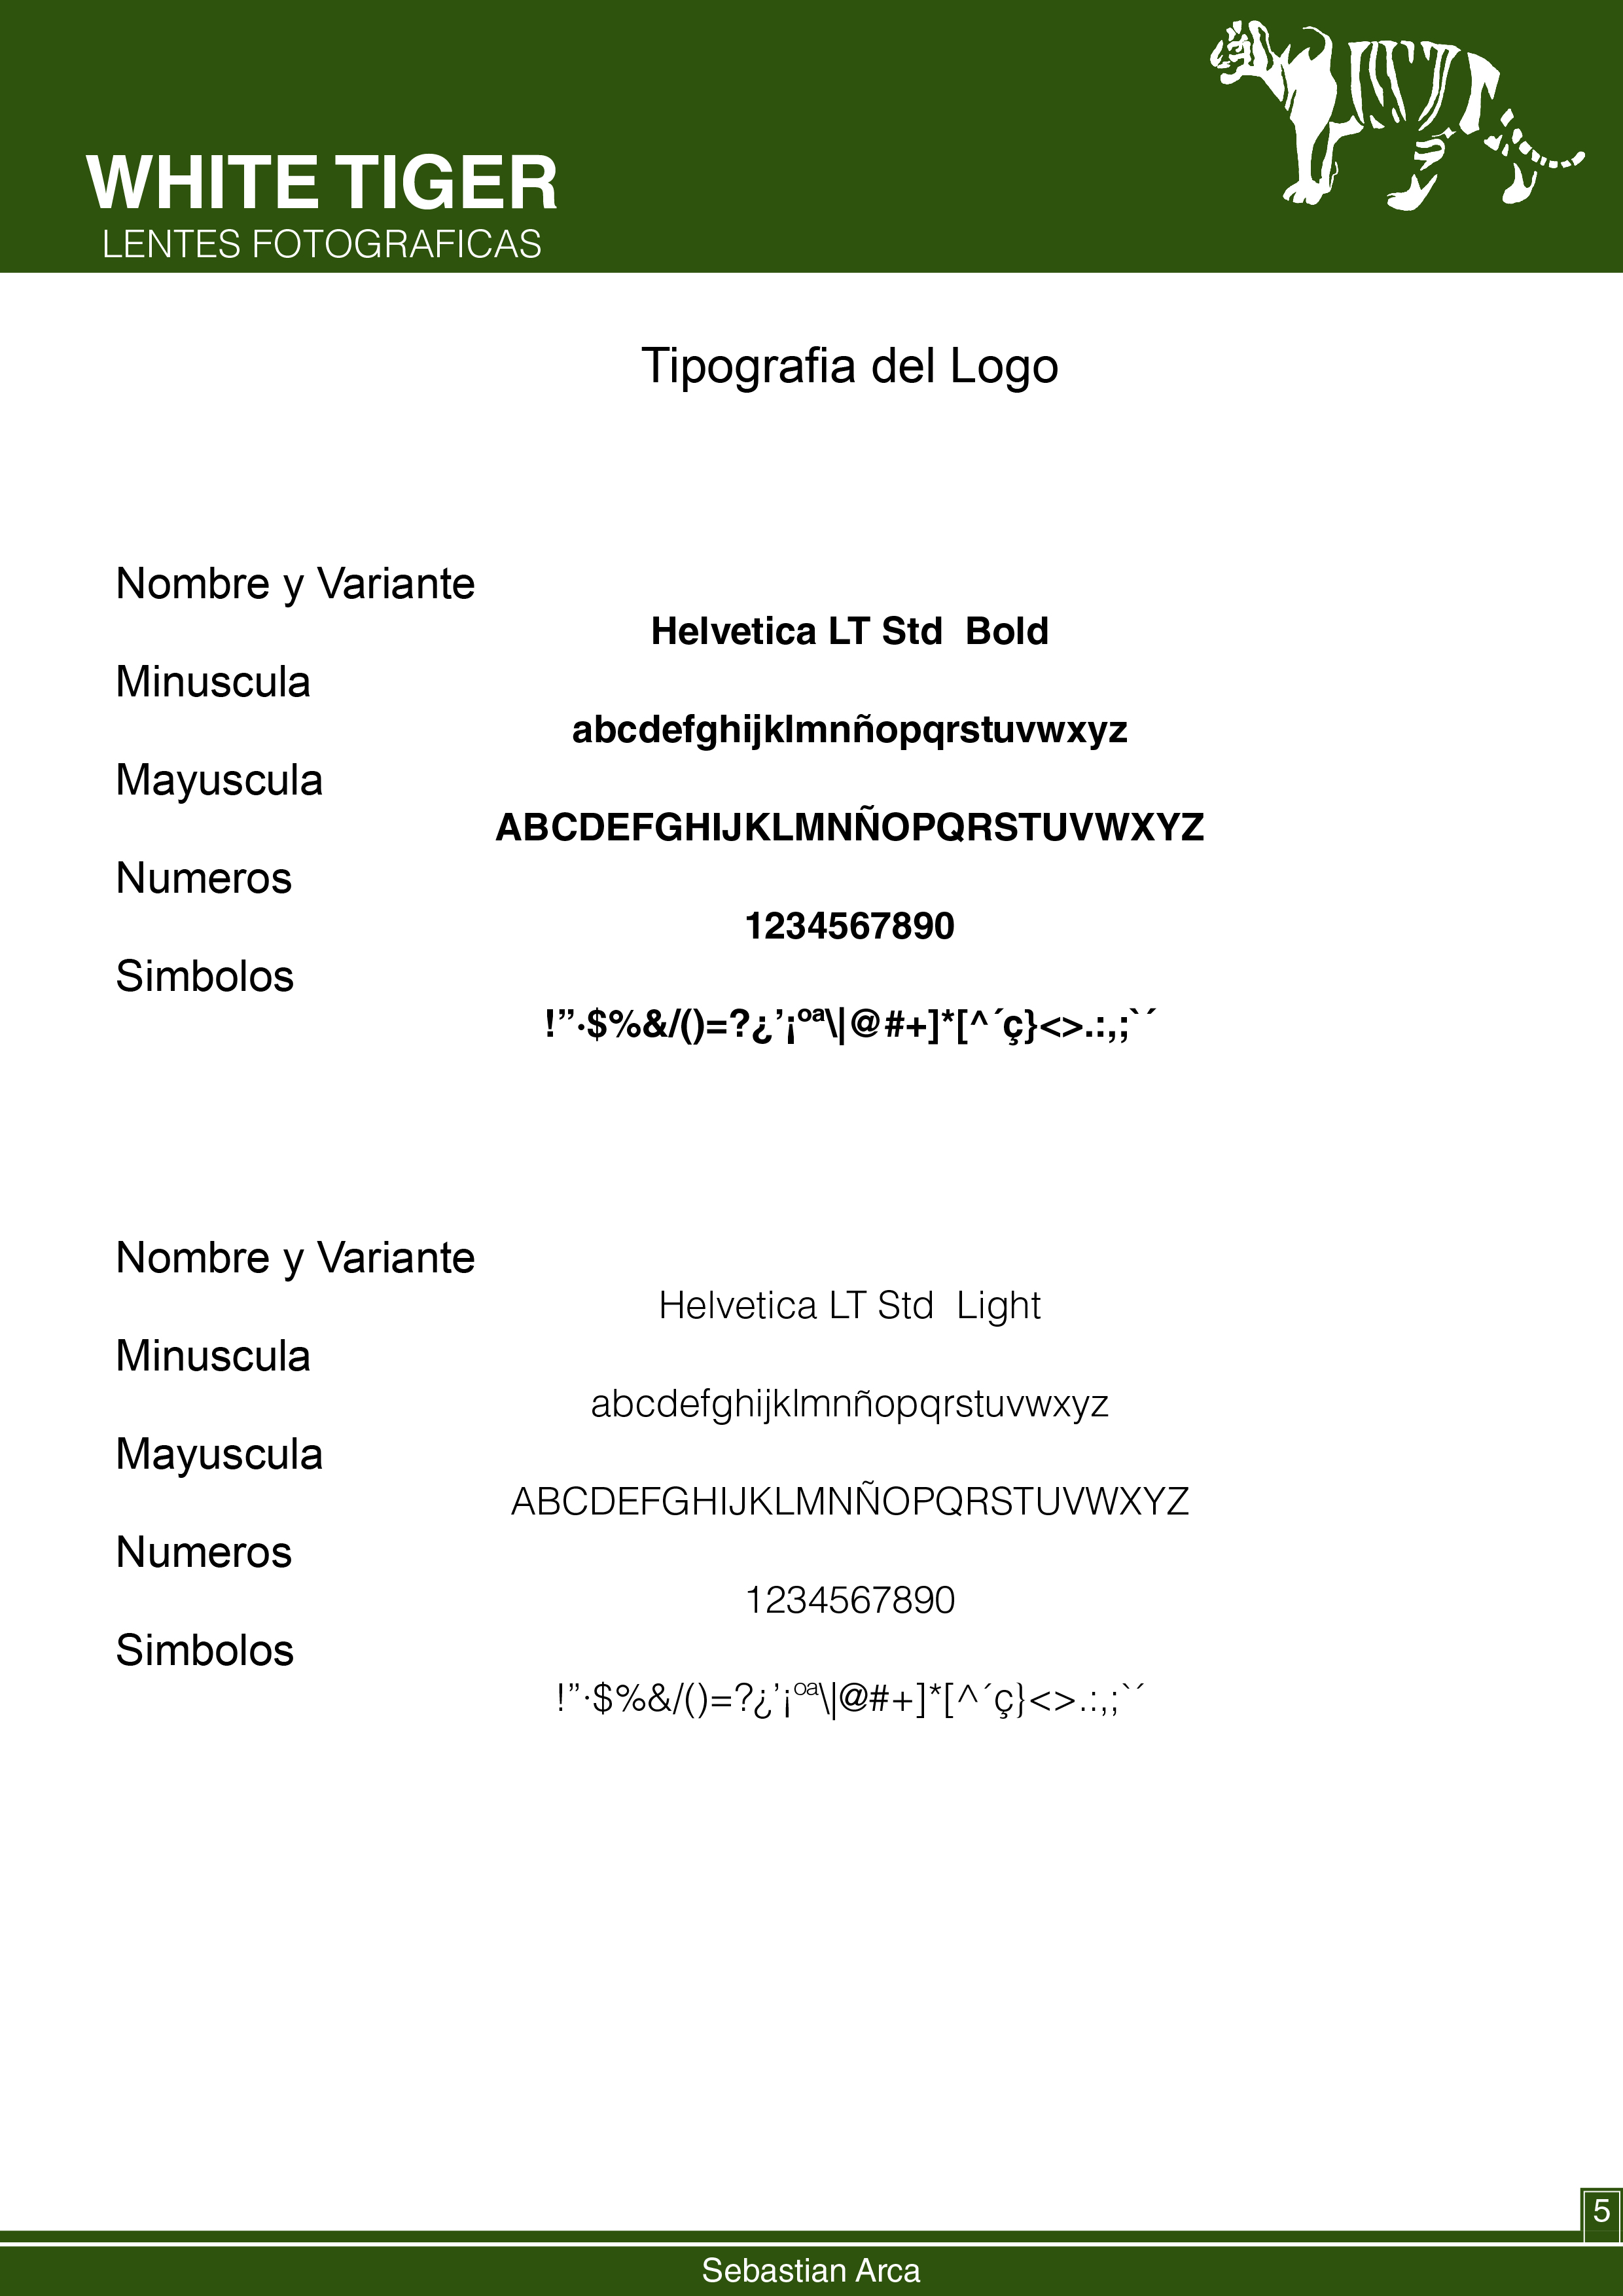 WHITE TIGER
LENTES FOTOGRAFICAS
Tipografia del Logo
Nombre y Variante
Helvetica LT Std  Bold
Minuscula
abcdefghijklmnñopqrstuvwxyz
Mayuscula
ABCDEFGHIJKLMNÑOPQRSTUVWXYZ
Numeros
1234567890
Simbolos
!”·$%&/()=?¿’¡ºª\|@#+]*[^´ç}<>.:,;`´
Nombre y Variante
Helvetica LT Std  Light
Minuscula
abcdefghijklmnñopqrstuvwxyz
Mayuscula
ABCDEFGHIJKLMNÑOPQRSTUVWXYZ
Numeros
1234567890
Simbolos
!”·$%&/()=?¿’¡ºª\|@#+]*[^´ç}<>.:,;`´
5
Sebastian Arca